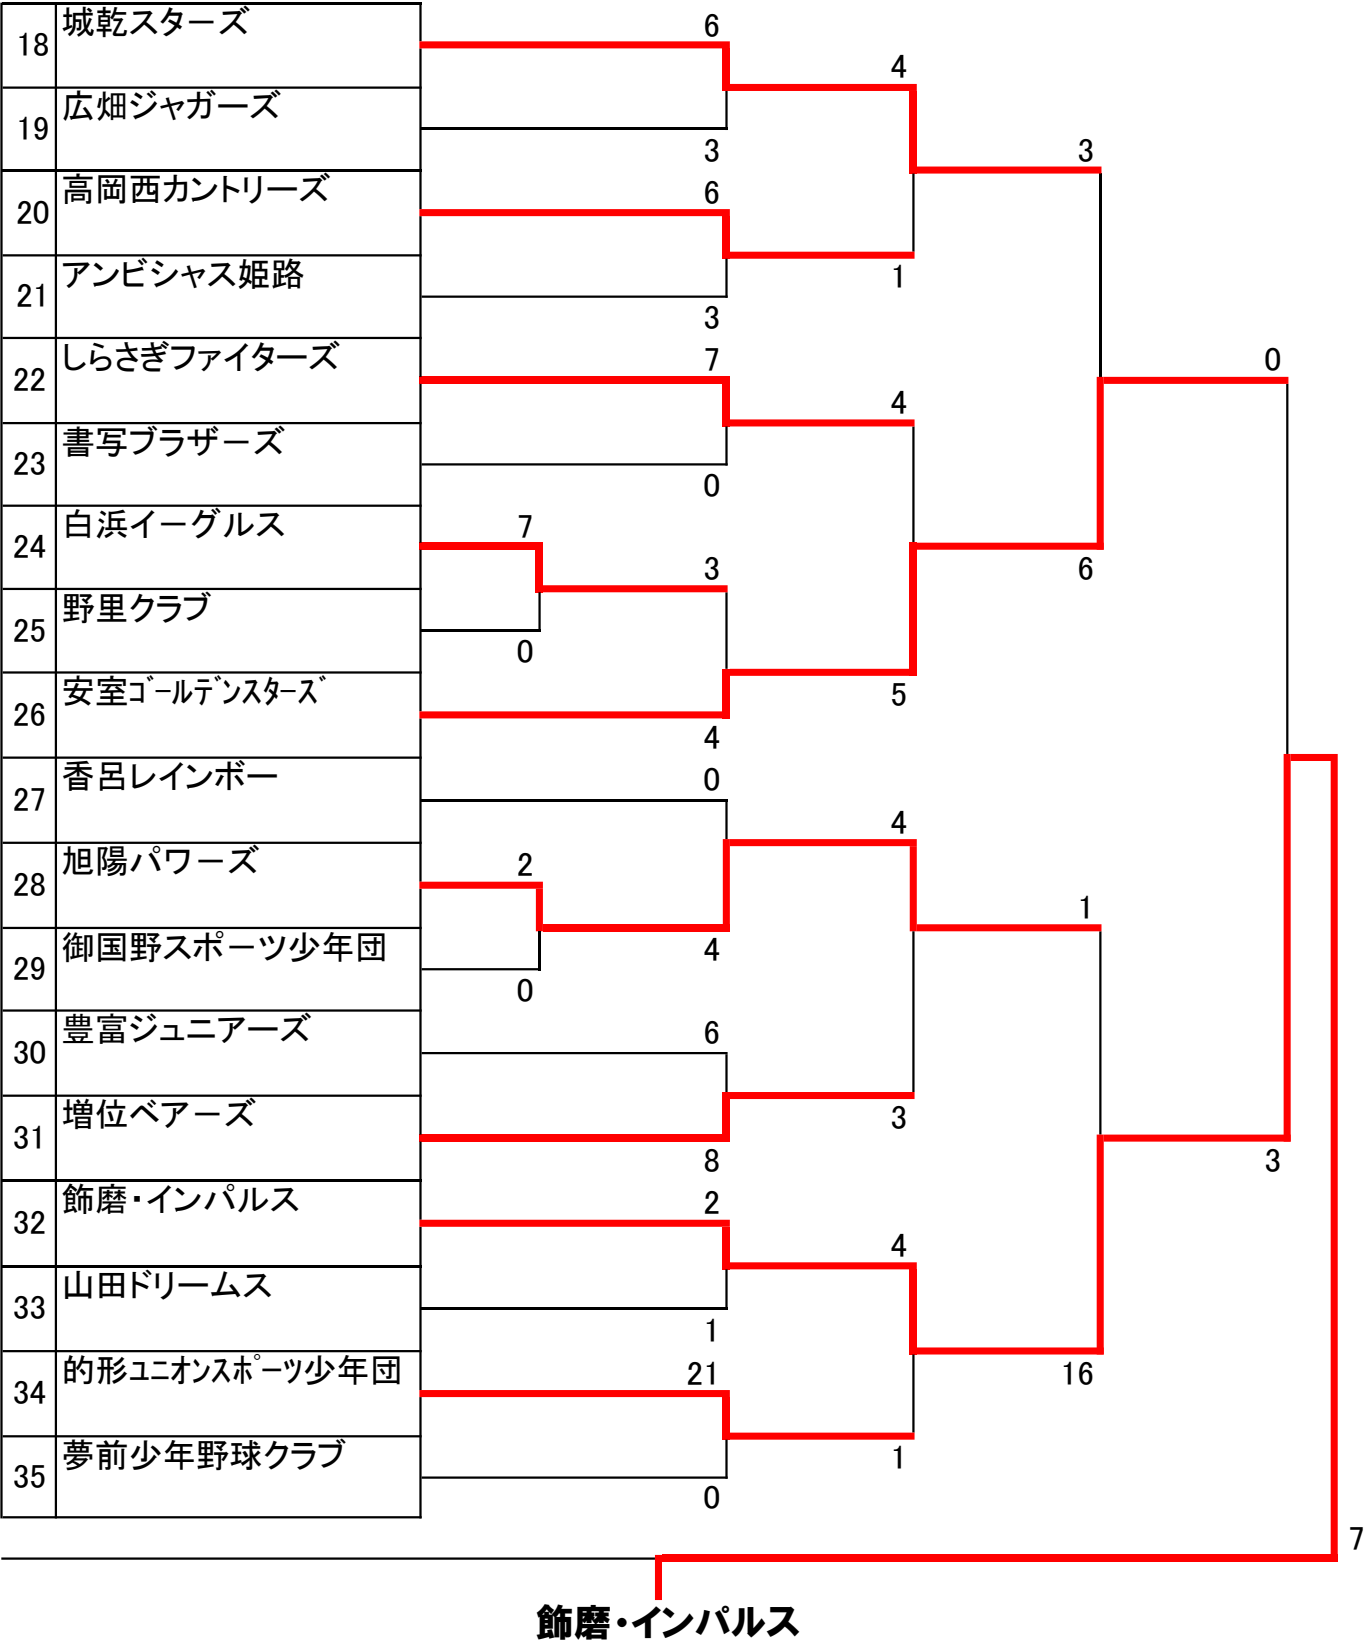 18 城乾スターズ 6
4
19 広畑ジャガーズ
3
3
20 高岡西カントリーズ 6
21 アンビシャス姫路 1
3
22 しらさぎファイターズ 7
0
4
23 書写ブラザーズ
0
24 白浜イーグルス 7
3
6
25 野里クラブ
0
26 安室ｺﾞｰﾙﾃﾞﾝｽﾀｰｽﾞ 5
4
27 香呂レインボー 0
4
28 旭陽パワーズ 2
1
29 御国野スポーツ少年団 4
0
30 豊富ジュニアーズ 6
31 増位ベアーズ 3
8
3
32 飾磨・インパルス 2
4
33 山田ドリームス
1
34 的形ﾕﾆｵﾝｽﾎﾟｰﾂ少年団 21
16
35 夢前少年野球クラブ 1
0
7
飾磨・インパルス